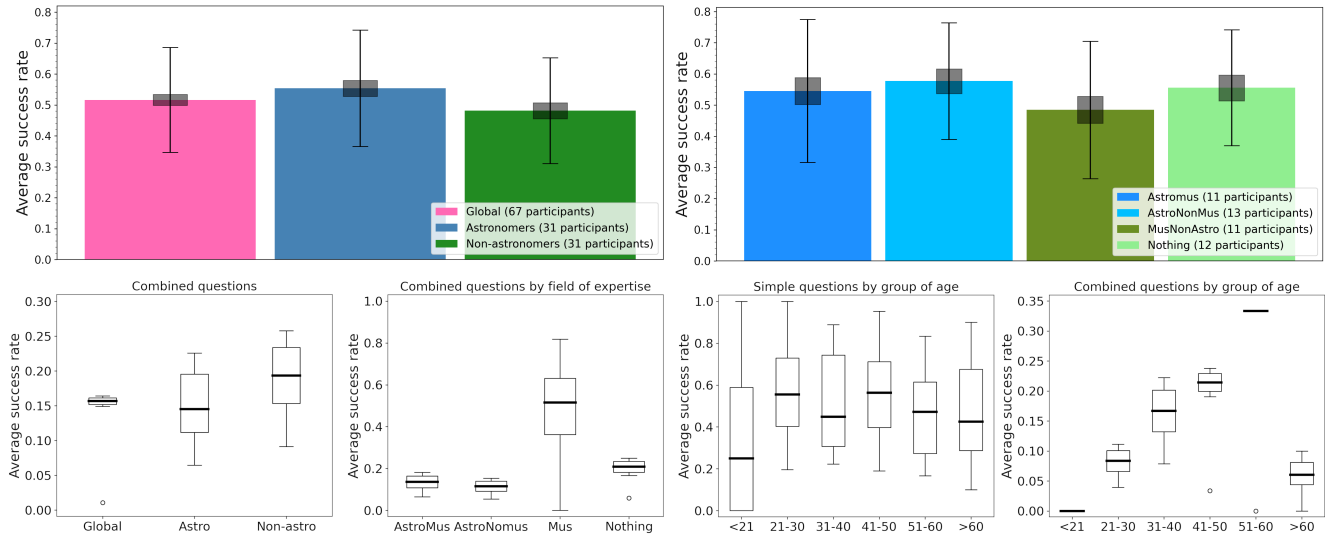 Average success rate
0.8
0.7
0.6
0.5
0.4
0.3
0.2
0.1
0.0
Global (67 participants)
Astronomers (31 participants)
Non-astronomers (31 participants)
Average success rate
0.8
0.7
0.6
0.5
0.4
0.3
0.2
0.1
0.0
Astromus (11 participants)
AstroNonMus (13 participants)
MusNonAstro (11 participants)
Nothing (12 participants)
Combined questions
Average success rate
0.30
0.25
0.20
0.15
0.10
0.05
0.00
Global Astro Non-astro
Combined questions by field of expertise
Average success rate
1.0
0.8
0.6
0.4
0.2
0.0
AstroMus AstroNomus Mus Nothing
Simple questions by group of age
Average success rate
1.0
0.8
0.6
0.4
0.2
0.0
<21 21-30 31-40 41-50 51-60 >60
Combined questions by group of age
Average success rate
0.35
0.30
0.25
0.20
0.15
0.10
0.05
0.00
<21 21-30 31-40 41-50 51-60 >60